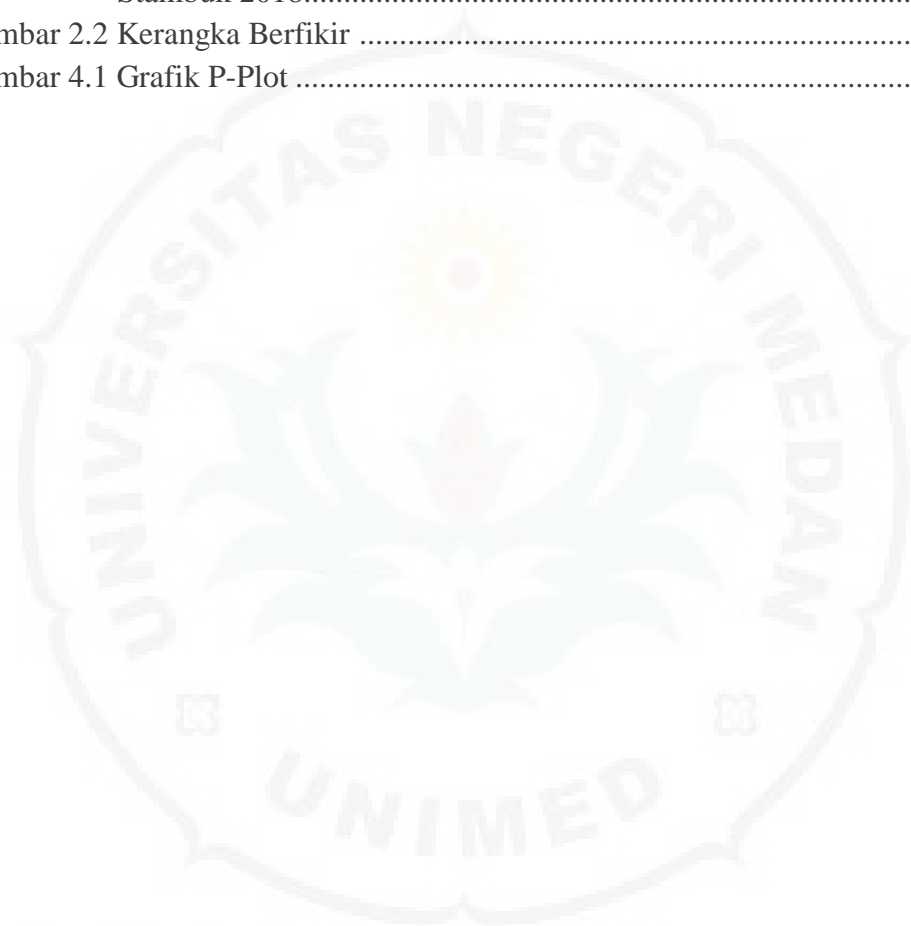 Stambuk 2018....................................................................................
mbar 2.2 Kerangka Berfikir ....................................................................
mbar 4.1 Grafik P-Plot ............................................................................
UNIVERSITAS NEGERI MEDAN
UNIMED